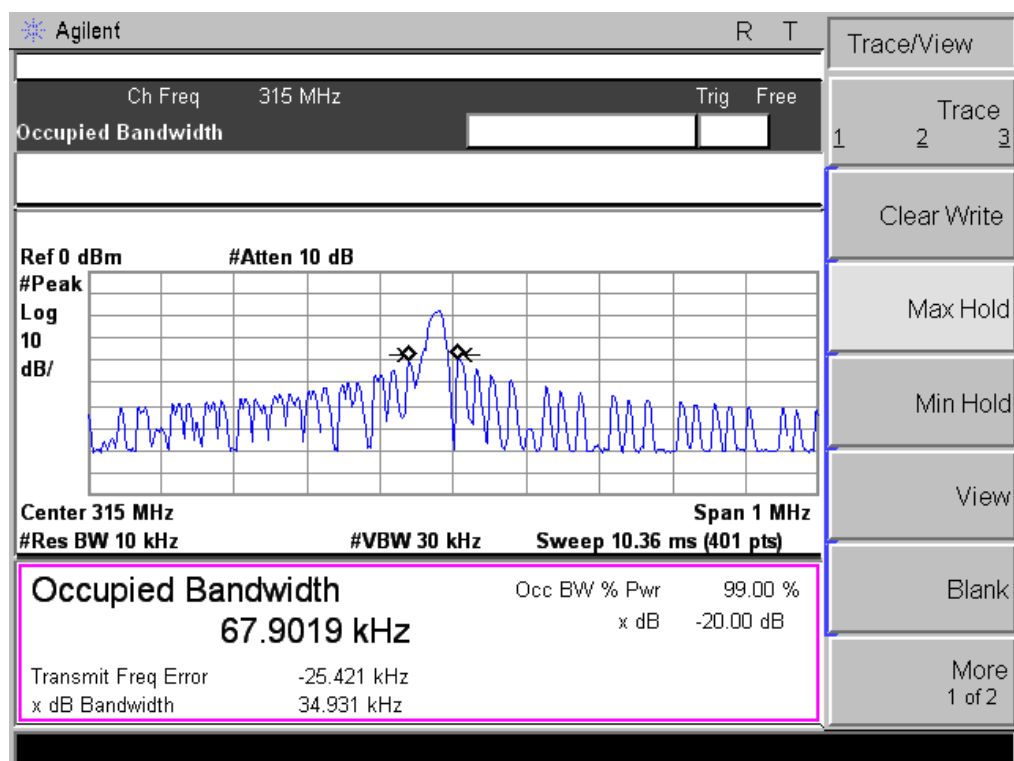 Agilent R T
Trace/View
Ch Freq 315 MHz Trig Free
Occupied Bandwidth
Trace
1 2 3
Clear Write
Ref 0 dBm #Atten 10 dB
#Peak
Log
10
dB/
Max Hold
Min Hold
View
Center 315 MHz Span 1 MHz
#Res BW 10 kHz #VBW 30 kHz Sweep 10.36 ms (401 pts)
Occupied Bandwidth Occ BW % Pwr 99.00 %
67.9019 kHz x dB -20.00 dB
Transmit Freq Error -25.421 kHz
x dB Bandwidth 34.931 kHz
Blank
More
1 of 2